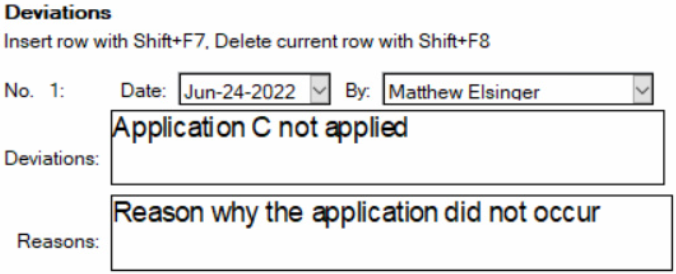 Deviations
Insert row with Shift+F7, Delete current row with Shift+F8
No. 1: Date: Jun-24-2022 By: Matthew Elsinger
Deviations: Application C not applied
Reasons: Reason why the application did not occur